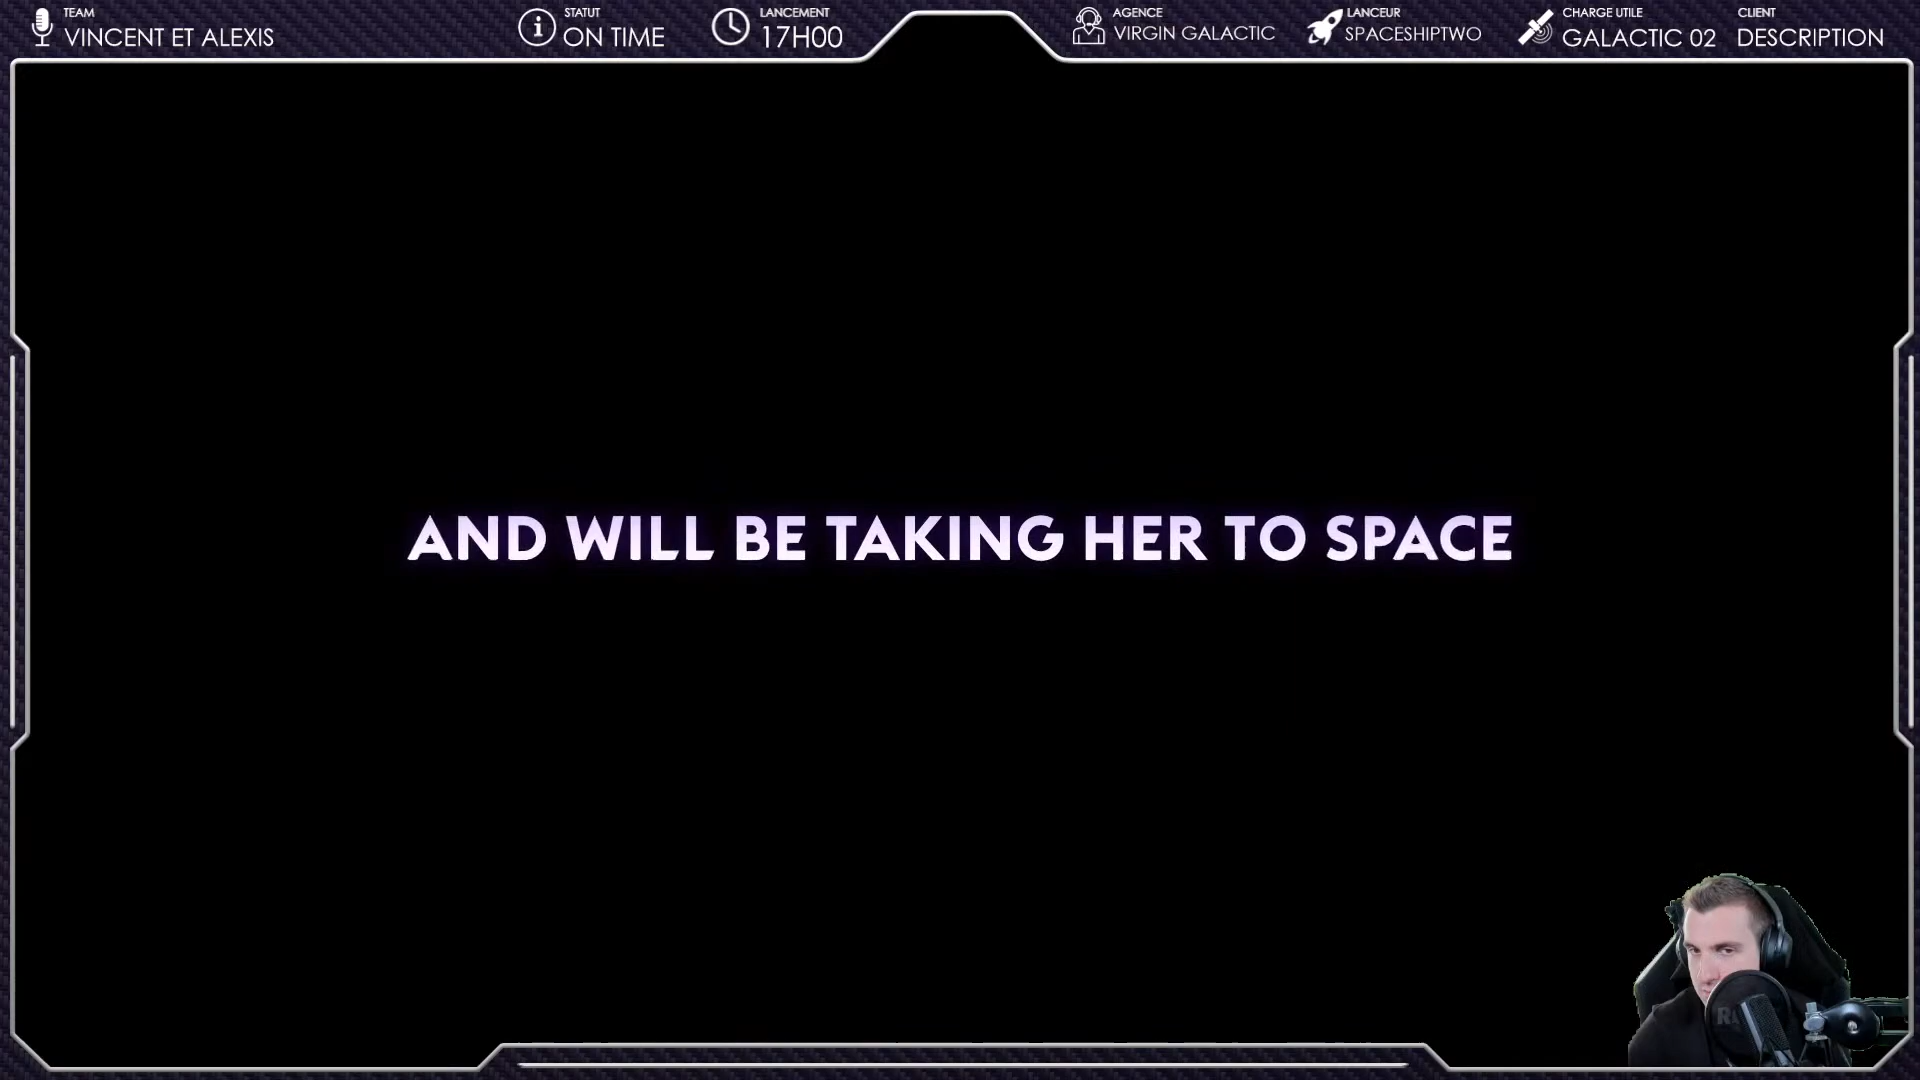 TEAM
VINCENT ET ALEXIS
STATUT
ON TIME
LANCEMENT
17H00
AGENCE
VIRGIN GALACTIC
LANCEUR
SPACESHIPTWO
CHARGE UTILE
GALACTIC 02
CLIENT
DESCRIPTION
AND WILL BE TAKING HER TO SPACE